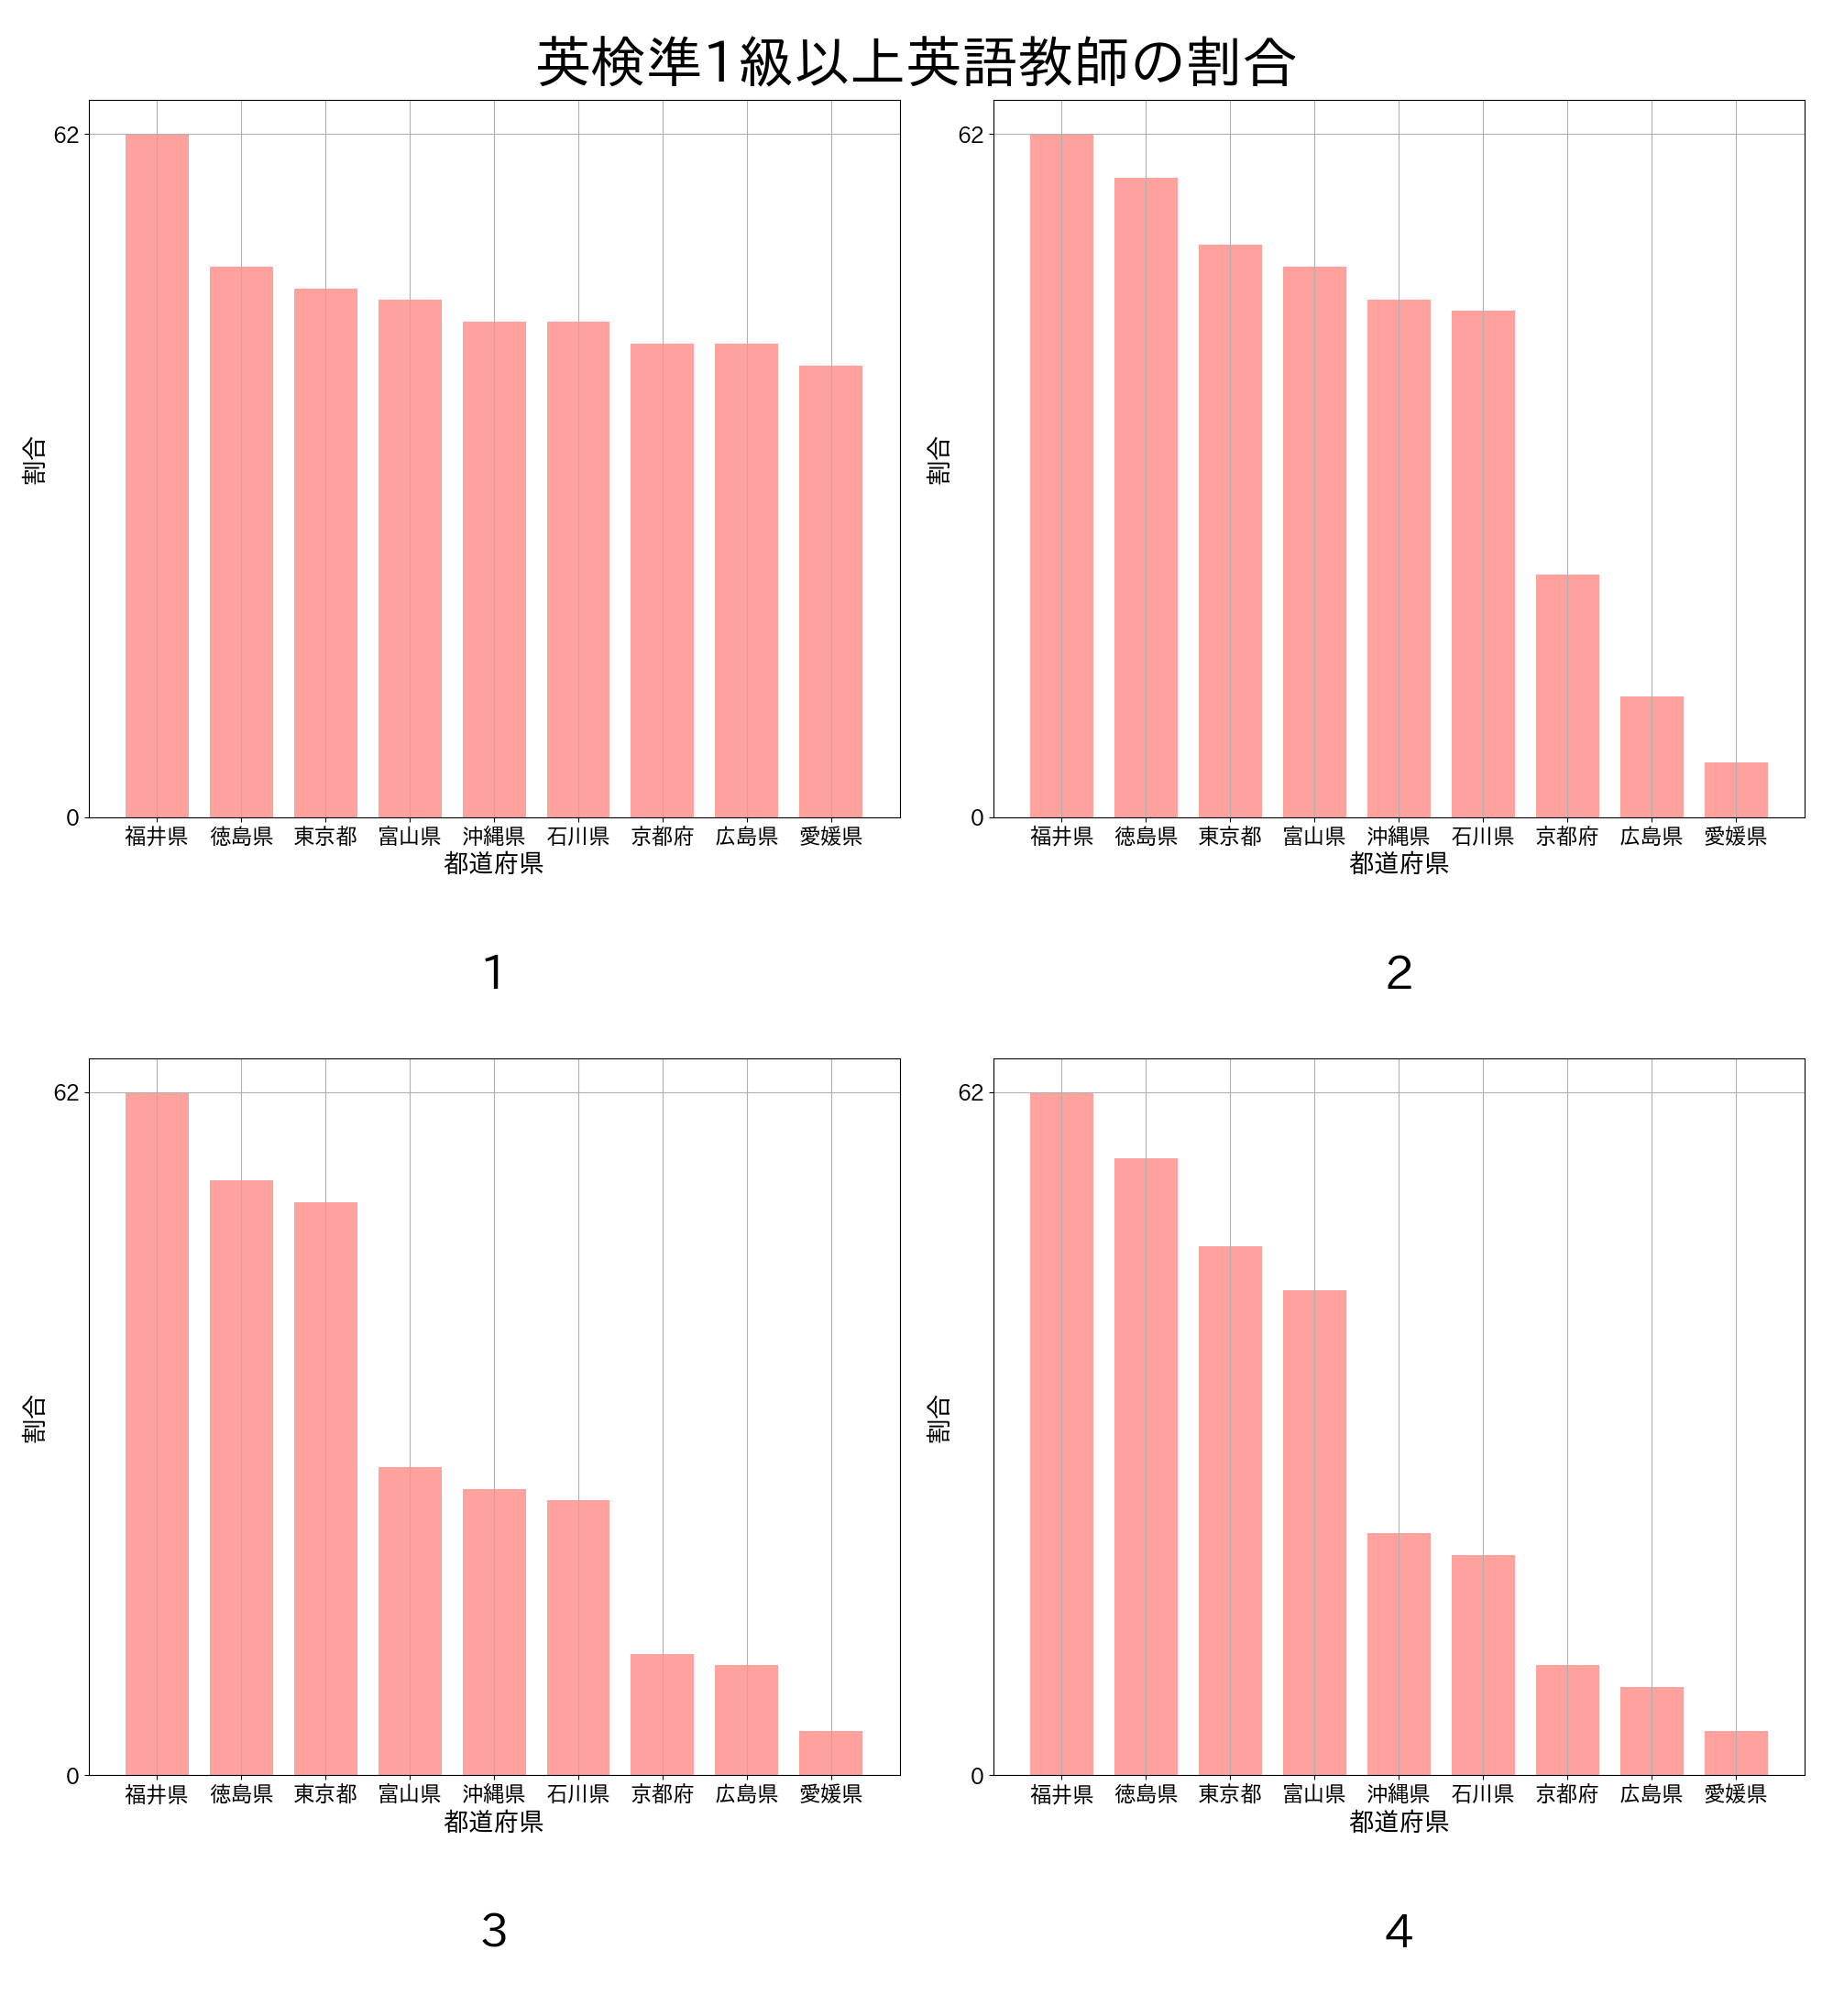 英検準1級以上英語教師の割合
62
0
割合
福井県 徳島県 東京都 富山県 沖縄県 石川県 京都府 広島県 愛媛県
都道府県
1
62
0
割合
福井県 徳島県 東京都 富山県 沖縄県 石川県 京都府 広島県 愛媛県
都道府県
2
62
0
割合
福井県 徳島県 東京都 富山県 沖縄県 石川県 京都府 広島県 愛媛県
都道府県
3
62
0
割合
福井県 徳島県 東京都 富山県 沖縄県 石川県 京都府 広島県 愛媛県
都道府県
4